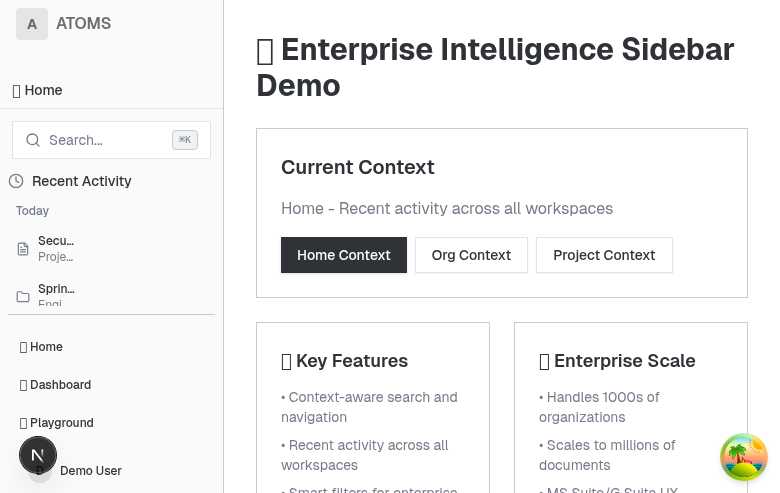 A ATOMS
Home
Search... ⌘K
Recent Activity
Today
Secu...
Proje...
Sprin...
Engi...
Home
Dashboard
Playground
N
Demo User
Enterprise Intelligence Sidebar
Demo
Current Context
Home - Recent activity across all workspaces
Home Context Org Context Project Context
Key Features
• Context-aware search and
navigation
• Recent activity across all
workspaces
• Smart filters for enterprise
Enterprise Scale
• Handles 1000s of
organizations
• Scales to millions of
documents
• MS Suite/G Suite UX